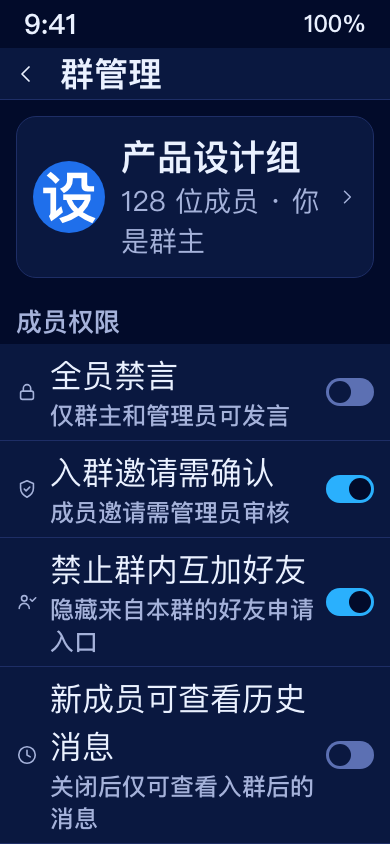 9:41
100%
群管理
设
产品设计组
128 位成员 · 你
是群主
成员权限
全员禁言
仅群主和管理员可发言
入群邀请需确认
成员邀请需管理员审核
禁止群内互加好友
隐藏来自本群的好友申请
入口
新成员可查看历史
消息
关闭后仅可查看入群后的
消息